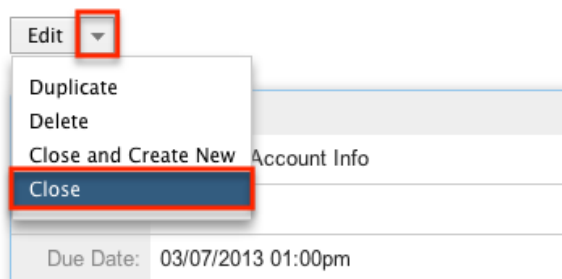 Edit
Duplicate
Delete
Close and Create New
Account Info
Close
Due Date: 03/07/2013 01:00pm